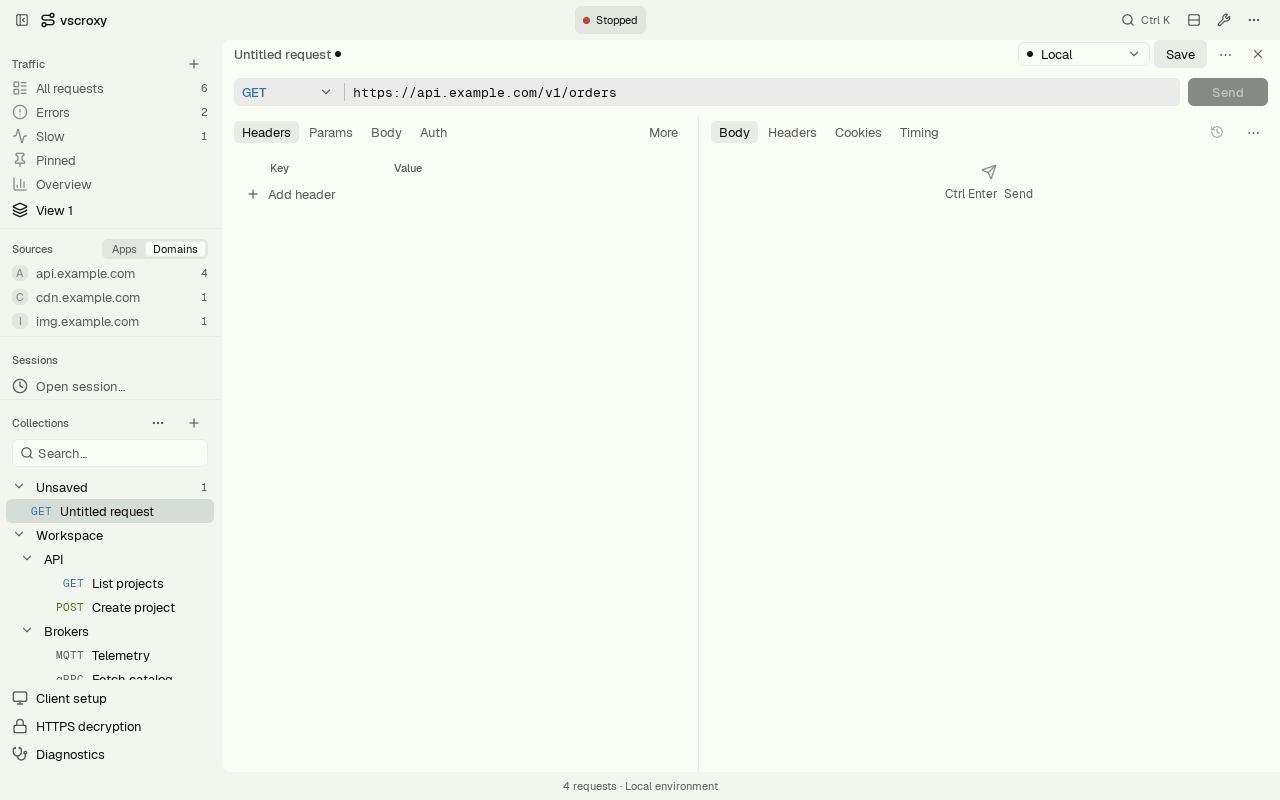 vscroxy
Stopped
Ctrl K
Traffic
All requests 6
Errors 2
Slow 1
Pinned
Overview
View 1
Sources Apps Domains
A api.example.com 4
C cdn.example.com 1
I img.example.com 1
Sessions
Open session...
Collections
Search...
Unsaved 1
GET Untitled request
Workspace
API
GET List projects
POST Create project
Brokers
MQTT Telemetry
gRPC Fetch catalog
Client setup
HTTPS decryption
Diagnostics
Untitled request
Local
Save
GET https://api.example.com/v1/orders
Send
Headers Params Body Auth More
Key Value
Add header
Body Headers Cookies Timing
Ctrl Enter Send
4 requests · Local environment